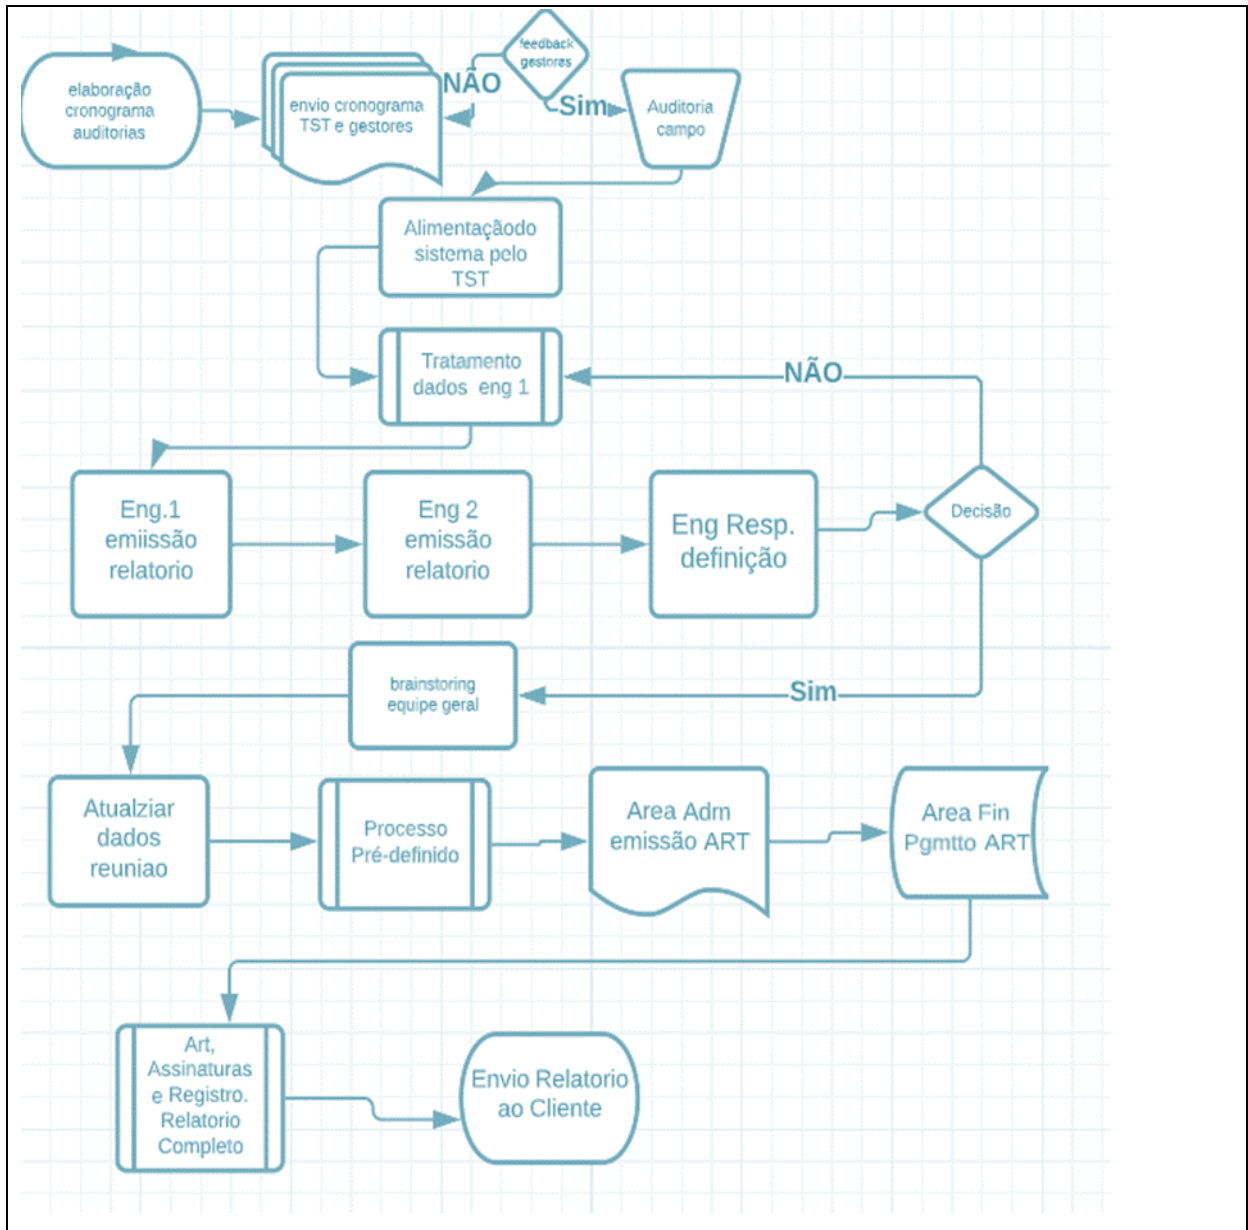 elaboração
cronograma
auditorias
envio cronograma
TST e gestores
NÃO
feedback
gestores
Sim
Auditoria
campo
Alimentaçãodo
sistema pelo
TST
Tratamento
dados eng 1
NÃO
Eng.1
emiissão
relatorio
Eng 2
emissão
relatorio
Eng Resp.
definição
Decisão
Sim
brainstoring
equipe geral
Atualziar
dados
reuniao
Processo
Pré-definido
Area Adm
emissão ART
Area Fin
Pgmtto ART
Art,
Assinaturas
e Registro.
Relatorio
Completo
Envio Relatorio
ao Cliente